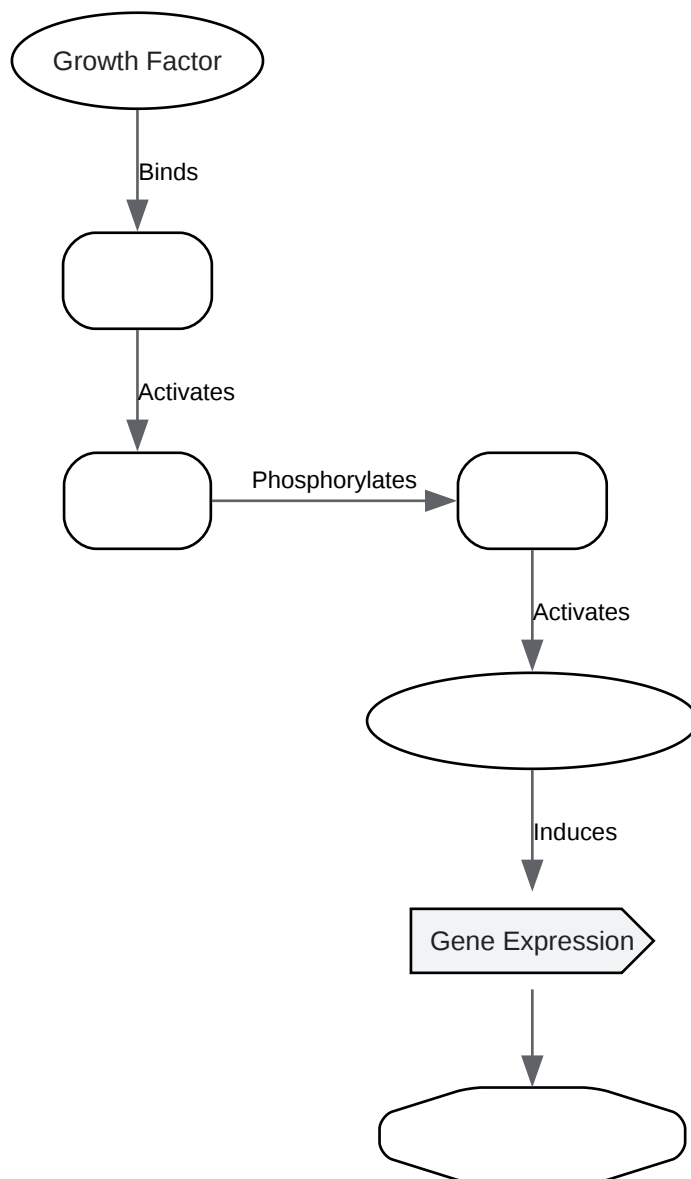 Growth Factor
Binds
Activates
Phosphorylates
Activates
Induces
Gene Expression